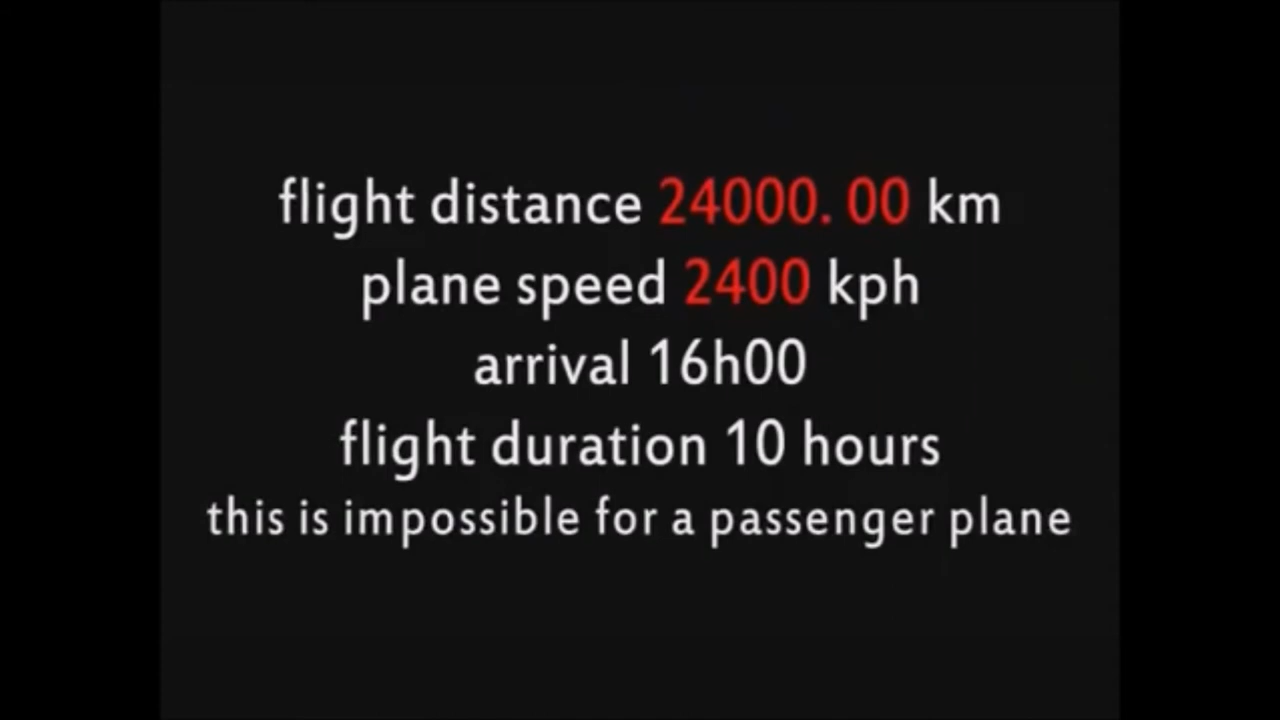 flight distance 24000. 00 km
plane speed 2400 kph
arrival 16h00
flight duration 10 hours
this is impossible for a passenger plane